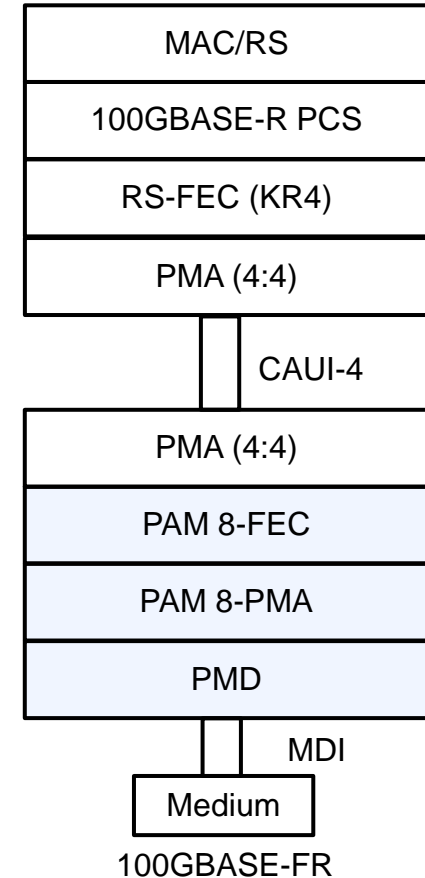 MAC/RS
100GBASE-R PCS
RS-FEC (KR4)
PMA (4:4)
CAUI-4
PMA (4:4)
PAM 8-FEC
PAM 8-PMA
PMD
MDI
Medium
100GBASE-FR